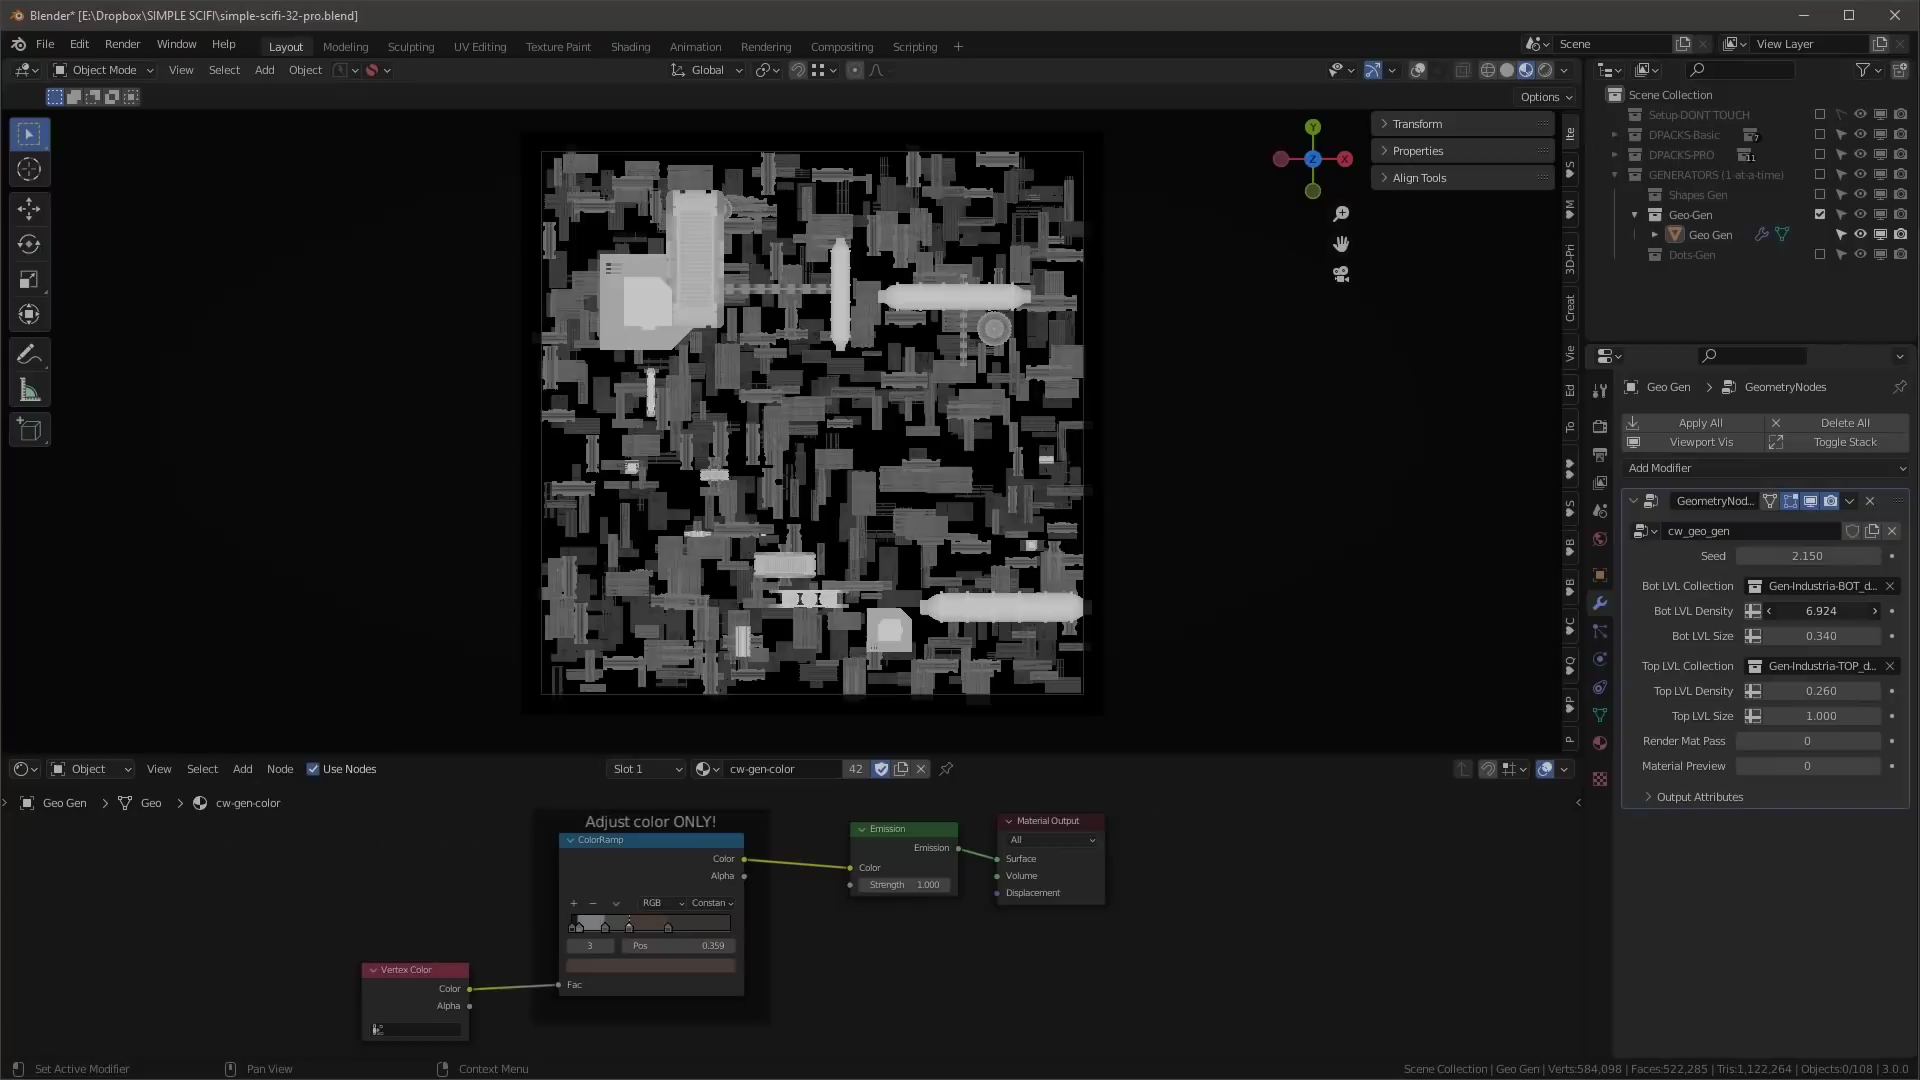 Blender* [E:\Dropbox\SIMPLE SCIFI\simple-scifi-32-pro.blend]
File Edit Render Window Help Layout Modeling Sculpting UV Editing Texture Paint Shading Animation Rendering Compositing Scripting + Scene View Layer
Object Mode View Select Add Object Global
Options
Scene Collection
Setup-DONT TOUCH
DPACKS-Basic 7
DPACKS-PRO 11
GENERATORS (1-at-a-time)
Shapes Gen
Geo-Gen
Geo Gen
Dots-Gen
Transform
Properties
Align Tools
Y
Z
X
Ite
S
M
3D-Pri
Creat
Vie
Ed
To
S
B
B
C
Q
P
P
Geo Gen > GeometryNodes
Apply All Delete All
Viewport Vis Toggle Stack
Add Modifier
GeometryNod...
cw_geo_gen
Seed 2.150
Bot LVL Collection Gen-Industria-BOT_d...
Bot LVL Density 6.924
Bot LVL Size 0.340
Top LVL Collection Gen-Industria-TOP_d...
Top LVL Density 0.260
Top LVL Size 1.000
Render Mat Pass 0
Material Preview 0
Output Attributes
Object View Select Add Node Use Nodes Slot 1 cw-gen-color 42
Geo Gen > Geo > cw-gen-color
Adjust color ONLY!
ColorRamp
Color
Alpha
+ − RGB Constan
3 Pos 0.359
Fac
Vertex Color
Color
Alpha
Emission
Emission
Color
Strength 1.000
Material Output
All
Surface
Volume
Displacement
Set Active Modifier Pan View Context Menu Scene Collection | Geo Gen | Verts:584,098 | Faces:522,285 | Tris:1,122,264 | Objects:0/108 | 3.0.0